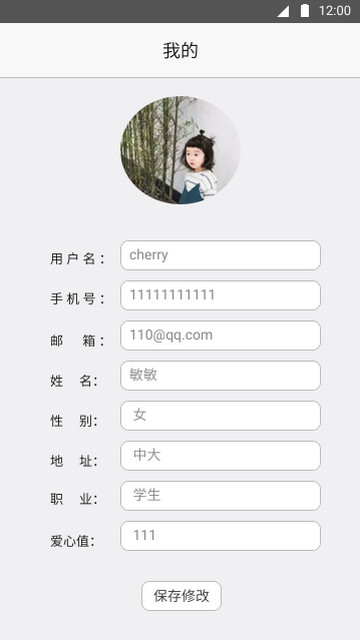 12:00
我的
用户名： cherry
手机号： 11111111111
邮 箱： 110@qq.com
姓 名： 敏敏
性 别： 女
地 址： 中大
职 业： 学生
爱心值： 111
保存修改